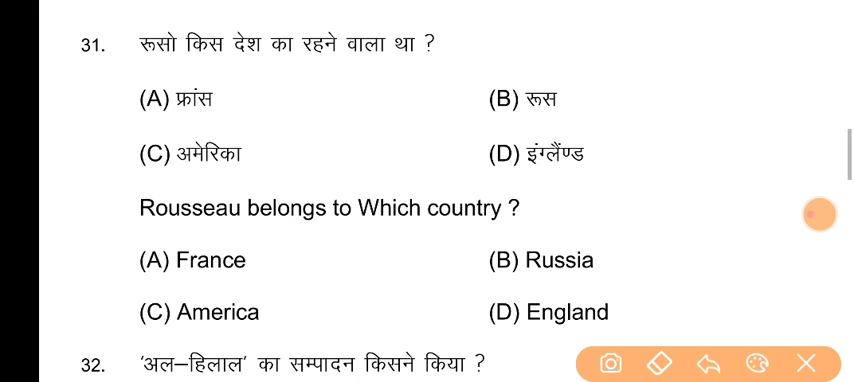 31. रूसो किस देश का रहने वाला था ?
(A) फ्रांस (B) रूस
(C) अमेरिका (D) इंग्लैंण्ड
Rousseau belongs to Which country ?
(A) France (B) Russia
(C) America (D) England
32. ‘अल–हिलाल’ का सम्पादन किसने किया ?